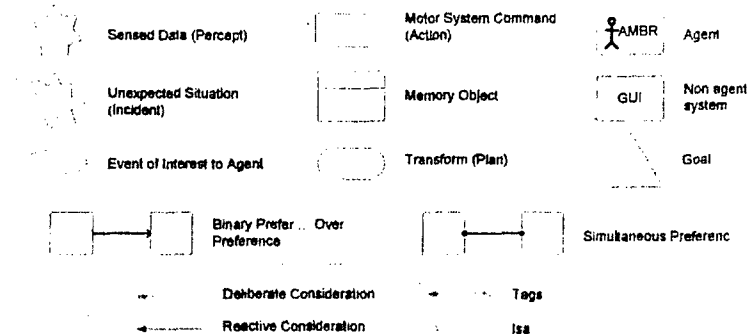 Sensed Data (Percept)
Motor System Command
(Action)
AMBR
Agent
Unexpected Situation
(Incident)
Memory Object
GUI
Non agent
system
Event of Interest to Agent
Transform (Plan)
Goal
Binary Prefer .. Over
Preference
Simultaneous Preferenc
Deliberate Consideration
Tags
Reactive Consideration
Isa